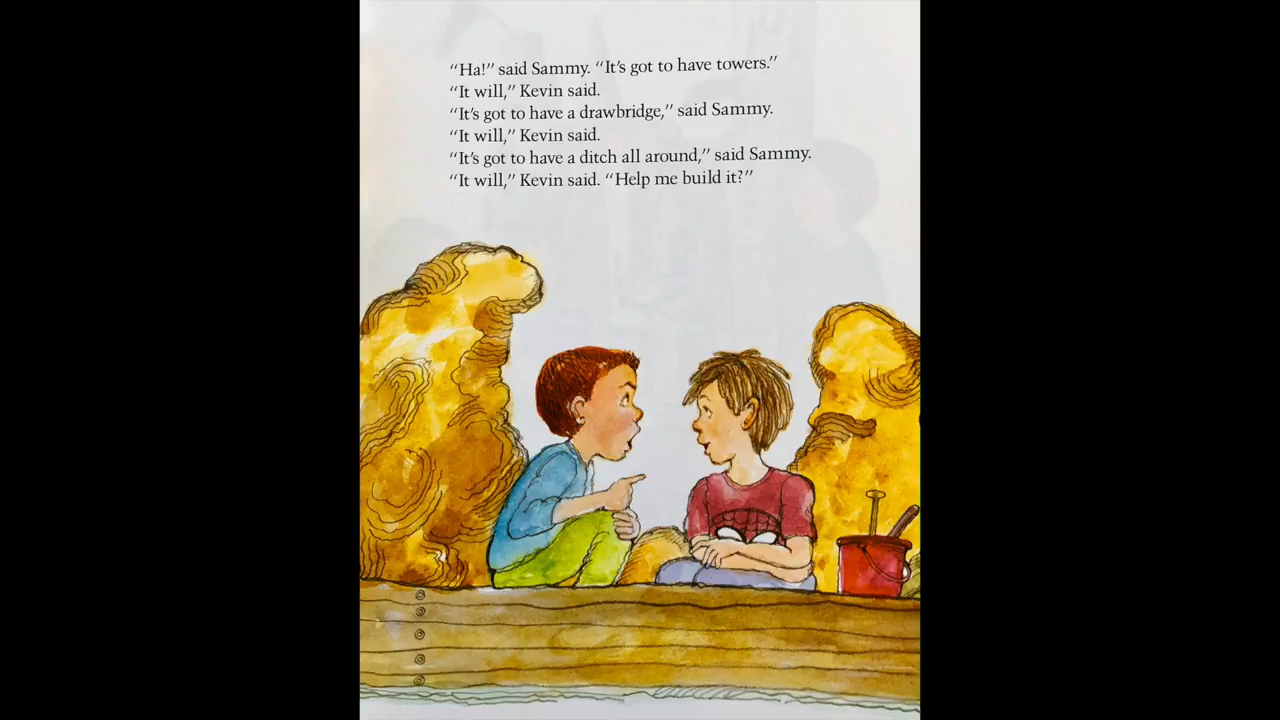 “Ha!” said Sammy. “It’s got to have towers.”
“It will,” Kevin said.
“It’s got to have a drawbridge,” said Sammy.
“It will,” Kevin said.
“It’s got to have a ditch all around,” said Sammy.
“It will,” Kevin said. “Help me build it?”